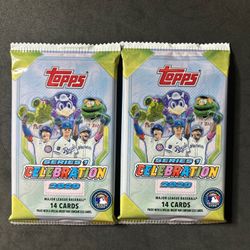 Topps
SERIES 1
CELEBRATION
2020
MAJOR LEAGUE BASEBALL
14 CARDS
Topps
SERIES 1
CELEBRATION
2020
MAJOR LEAGUE BASEBALL
14 CARDS